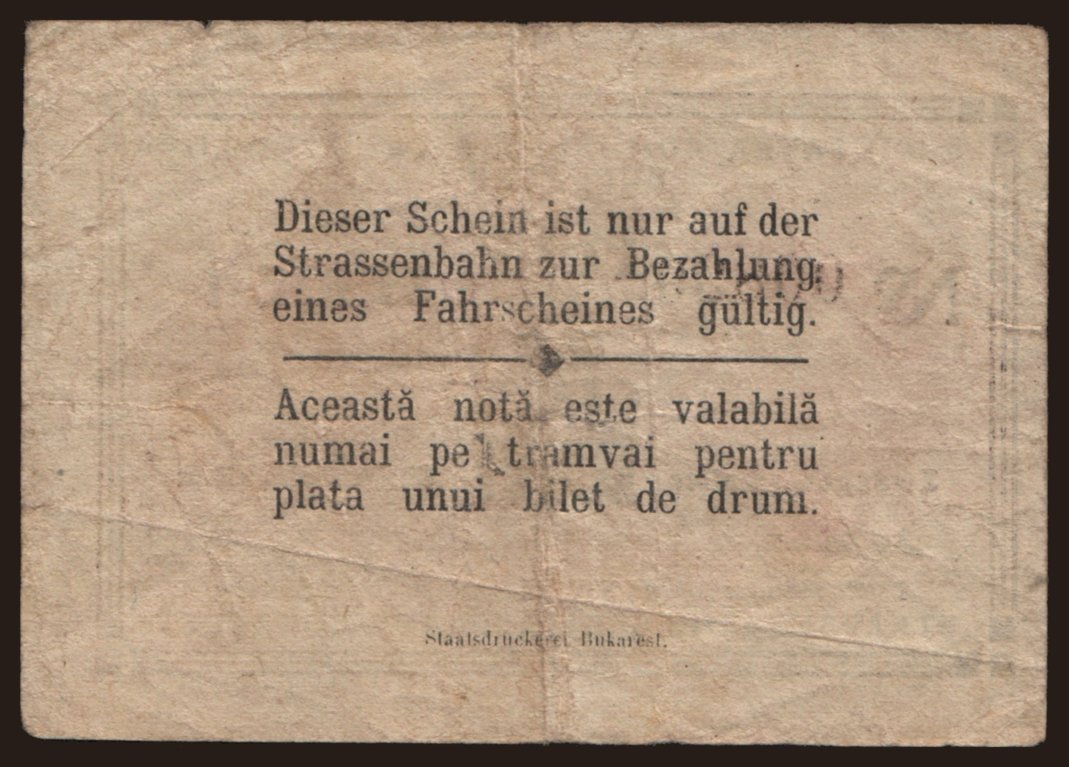 Dieser Schein ist nur auf der
Strassenbahn zur Bezahlung
eines Fahrscheines gültig.
Această notă este valabilă
numai pe tramvai pentru
plata unui bilet de drum.
Staatsdruckerei Bukarest.